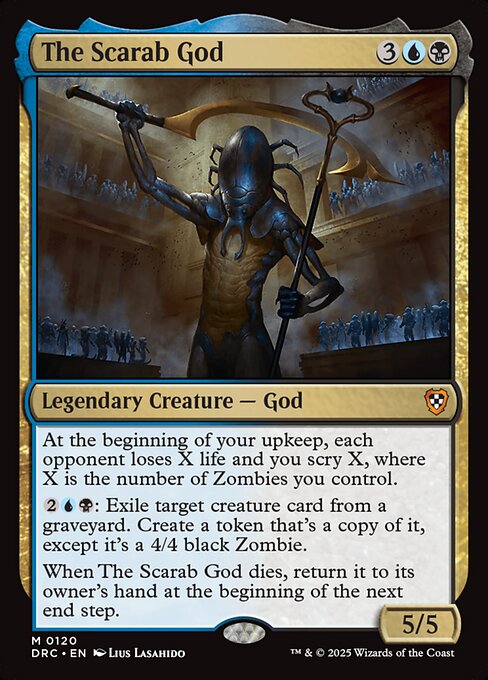 The Scarab God 3
Legendary Creature — God
At the beginning of your upkeep, each
opponent loses X life and you scry X, where
X is the number of Zombies you control.
2: Exile target creature card from a
graveyard. Create a token that's a copy of it,
except it's a 4/4 black Zombie.
When The Scarab God dies, return it to its
owner's hand at the beginning of the next
end step.
5/5
M 0120
DRC • EN Lius Lasahido
™ & © 2025 Wizards of the Coast